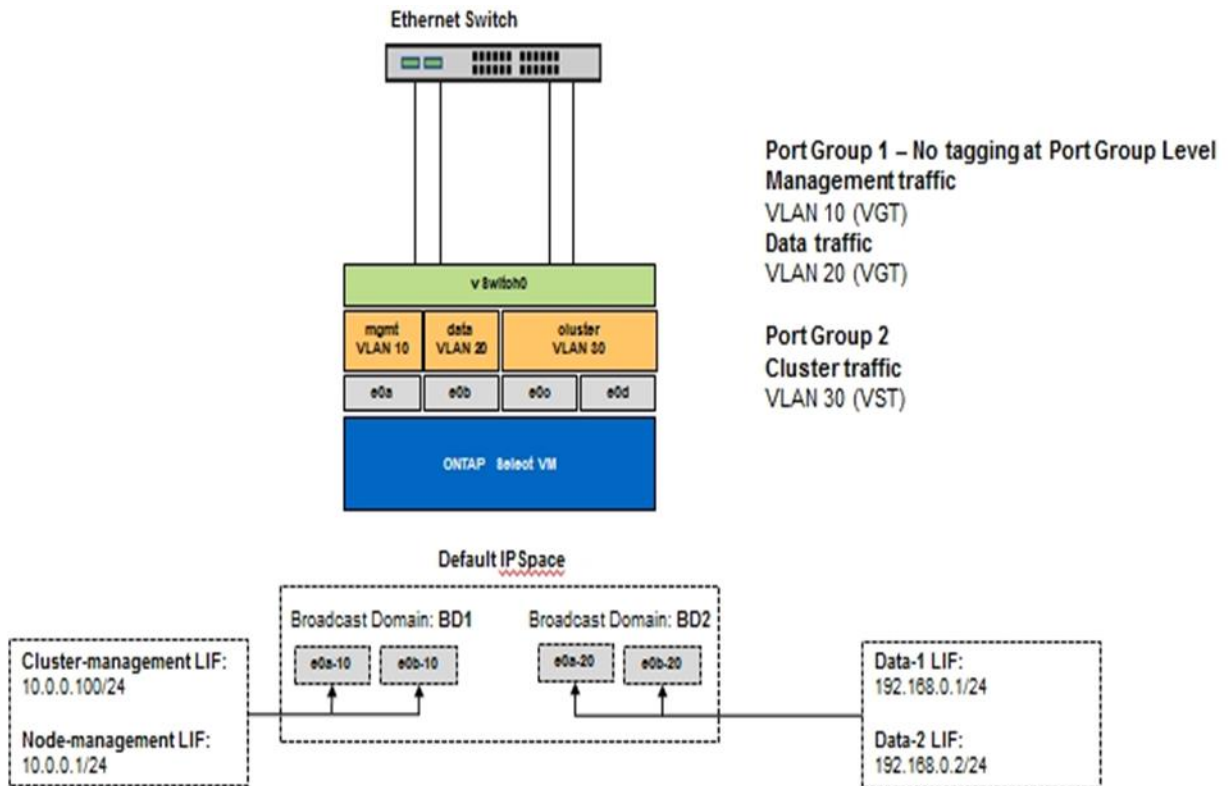 Ethernet Switch
Port Group 1 – No tagging at Port Group Level
Management traffic
VLAN 10 (VGT)
Data traffic
VLAN 20 (VGT)
Port Group 2
Cluster traffic
VLAN 30 (VST)
v Switch0
mgmt
VLAN 10
data
VLAN 20
cluster
VLAN 30
e0a
e0b
e0c
e0d
ONTAP Select VM
Default IPSpace
Broadcast Domain: BD1
Broadcast Domain: BD2
e0a-10
e0b-10
e0a-20
e0b-20
Cluster-management LIF:
10.0.0.100/24
Node-management LIF:
10.0.0.1/24
Data-1 LIF:
192.168.0.1/24
Data-2 LIF:
192.168.0.2/24